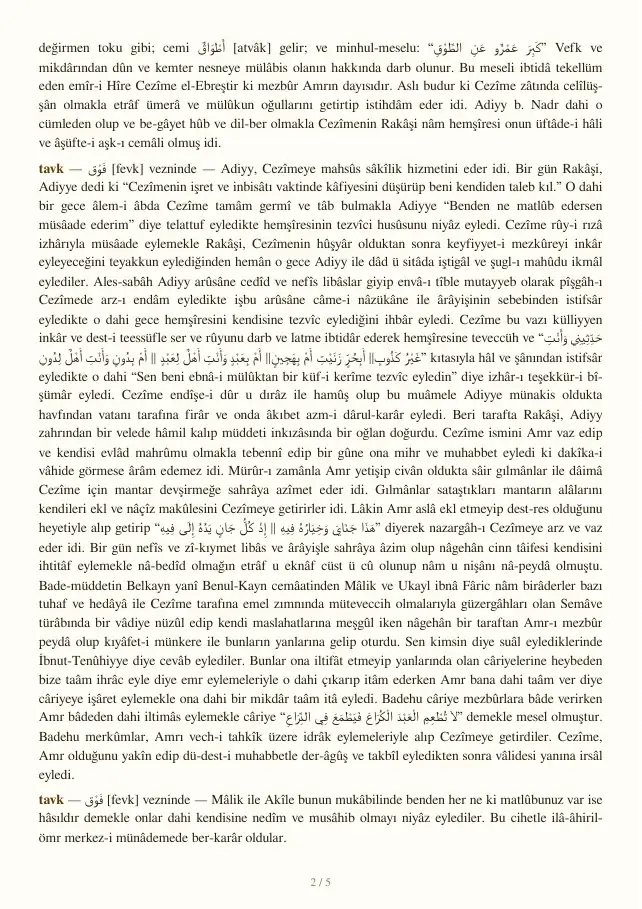 değirmen toku gibi; cemi أَطْوَاقٌ [atvâk] gelir; ve minhul-meselu: “كَبِرَ عَمْرٌو عَنِ الطَّوْقِ” Vefk ve
mikdârından dûn ve kemter nesneye mülâbis olanın hakkında darb olunur. Bu meseli ibtidâ tekellüm
eden emîr-i Hîre Cezîme el-Ebreştir ki mezbûr Amrın dayısıdır. Aslı budur ki Cezîme zâtında celîlüş-
şân olmakla etrâf ümerâ ve mülûkun oğullarını getirtip istihdâm eder idi. Adiyy b. Nadr dahi o
cümleden olup ve be-gâyet hûb ve dil-ber olmakla Cezîmenin Rakâşi nâm hemşîresi onun üftâde-i hâli
ve âşüfte-i aşk-ı cemâli olmuş idi.
tavk — فَوْق [fevk] vezninde — Adiyy, Cezîmeye mahsûs sâkîlik hizmetini eder idi. Bir gün Rakâşi,
Adiyye dedi ki “Cezîmenin işret ve inbisâtı vaktinde kâfiyesini düşürüp beni kendiden taleb kıl.” O dahi
bir gece âlem-i âbda Cezîme tamâm germî ve tâb bulmakla Adiyye “Benden ne matlûb edersen
müsâade ederim” diye telattuf eyledikte hemşîresinin tezvîci husûsunu niyâz eyledi. Cezîme rûy-i rızâ
izhârıyla müsâade eylemekle Rakâşi, Cezîmenin hûşyâr olduktan sonra keyfiyyet-i mezkûreyi inkâr
eyleyeceğini teyakkun eylediğinden hemân o gece Adiyy ile dâd ü sitâda iştigâl ve şugl-ı mahûdu ikmâl
eylediler. Ales-sabâh Adiyy arûsâne cedîd ve nefîs libâslar giyip envâ-ı tîble mutayyeb olarak pîşgâh-ı
Cezîmede arz-ı endâm eyledikte işbu arûsâne câme-i nâzükâne ile ârâyişinin sebebinden istifsâr
eyledikte o dahi gece hemşîresini kendisine tezvîc eylediğini ihbâr eyledi. Cezîme bu vazı külliyyen
inkâr ve dest-i teessüfle ser ve rûyunu darb ve latme ibtidâr ederek hemşîresine teveccüh ve “حَدِّثِينِي وَأَنْتِ
غَيْرُ كَذُوبٍ|| أَبِحُرٍّ زَنَيْتِ أَمْ بِهَجِينٍ|| أَمْ بِعَبْدٍ وَأَنْتِ أَهْلٌ لِعَبْدٍ || أَمْ بِدُونٍ وَأَنْتِ أَهْلٌ لِدُونٍ” kıtasıyla hâl ve şânından istifsâr
eyledikte o dahi “Sen beni ebnâ-i mülûktan bir küf-i kerîme tezvîc eyledin” diye izhâr-ı teşekkür-i bî-
şümâr eyledi. Cezîme endîşe-i dûr u dırâz ile hamûş olup bu muâmele Adiyye münakis oldukta
havfından vatanı tarafına firâr ve onda âkıbet azm-i dârul-karâr eyledi. Beri tarafta Rakâşi, Adiyy
zahrından bir velede hâmil kalıp müddeti inkızâsında bir oğlan doğurdu. Cezîme ismini Amr vaz edip
ve kendisi evlâd mahrûmu olmakla tebennî edip bir gûne ona mihr ve muhabbet eyledi ki dakîka-i
vâhide görmese ârâm edemez idi. Mürûr-ı zamânla Amr yetişip civân oldukta sâir gılmânlar ile dâimâ
Cezîme için mantar devşirmeğe sahrâya azîmet eder idi. Gılmânlar sataştıkları mantarın alâlarını
kendileri ekl ve nâçîz makûlesini Cezîmeye getirirler idi. Lâkin Amr aslâ ekl etmeyip dest-res olduğunu
heyetiyle alıp getirip “هَذَا جَنَايَ وَخِيَارُهُ فِيهِ || إِذْ كُلُّ جَانٍ يَدُهُ إِلَى فِيهِ” diyerek nazargâh-ı Cezîmeye arz ve vaz
eder idi. Bir gün nefîs ve zî-kıymet libâs ve ârâyişle sahrâya âzim olup nâgehân cinn tâifesi kendisini
ihtitâf eylemekle nâ-bedîd olmağın etrâf u eknâf cüst ü cû olunup nâm u nişânı nâ-peydâ olmuştu.
Bade-müddetin Belkayn yanî Benul-Kayn cemâatinden Mâlik ve Ukayl ibnâ Fâric nâm birâderler bazı
tuhaf ve hedâyâ ile Cezîme tarafına emel zımnında müteveccih olmalarıyla güzergâhları olan Semâve
türâbında bir vâdiye nüzûl edip kendi maslahatlarına meşgûl iken nâgehân bir taraftan Amr-ı mezbûr
peydâ olup kıyâfet-i münkere ile bunların yanlarına gelip oturdu. Sen kimsin diye suâl eylediklerinde
İbnut-Tenûhiyye diye cevâb eylediler. Bunlar ona iltifât etmeyip yanlarında olan câriyelerine heybeden
bize taâm ihrâc eyle diye emr eylemeleriyle o dahi çıkarıp itâm ederken Amr bana dahi taâm ver diye
câriyeye işâret eylemekle ona dahi bir mikdâr taâm itâ eyledi. Badehu câriye mezbûrlara bâde verirken
Amr bâdeden dahi iltimâs eylemekle câriye “لاَ تُطْعِمِ الْعَبْدَ الْكُرَاعَ فَيَطْمَعَ فِي الذِّرَاعِ” demekle mesel olmuştur.
Badehu merkûmlar, Amrı vech-i tahkîk üzere idrâk eylemeleriyle alıp Cezîmeye getirdiler. Cezîme,
Amr olduğunu yakîn edip dü-dest-i muhabbetle der-âgûş ve takbîl eyledikten sonra vâlidesi yanına irsâl
eyledi.
tavk — فَوْق [fevk] vezninde — Mâlik ile Akîle bunun mukâbilinde benden her ne ki matlûbunuz var ise
hâsıldır demekle onlar dahi kendisine nedîm ve musâhib olmayı niyâz eylediler. Bu cihetle ilâ-âhiril-
ömr merkez-i münâdemede ber-karâr oldular.
2 / 5